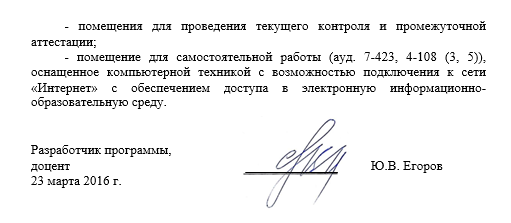 - помещения для проведения текущего контроля и промежуточной
аттестации;
- помещение для самостоятельной работы (ауд. 7-423, 4-108 (3, 5)),
оснащенное компьютерной техникой с возможностью подключения к сети
«Интернет» с обеспечением доступа в электронную информационно-
образовательную среду.
Разработчик программы,
доцент Ю.В. Егоров
23 марта 2016 г.